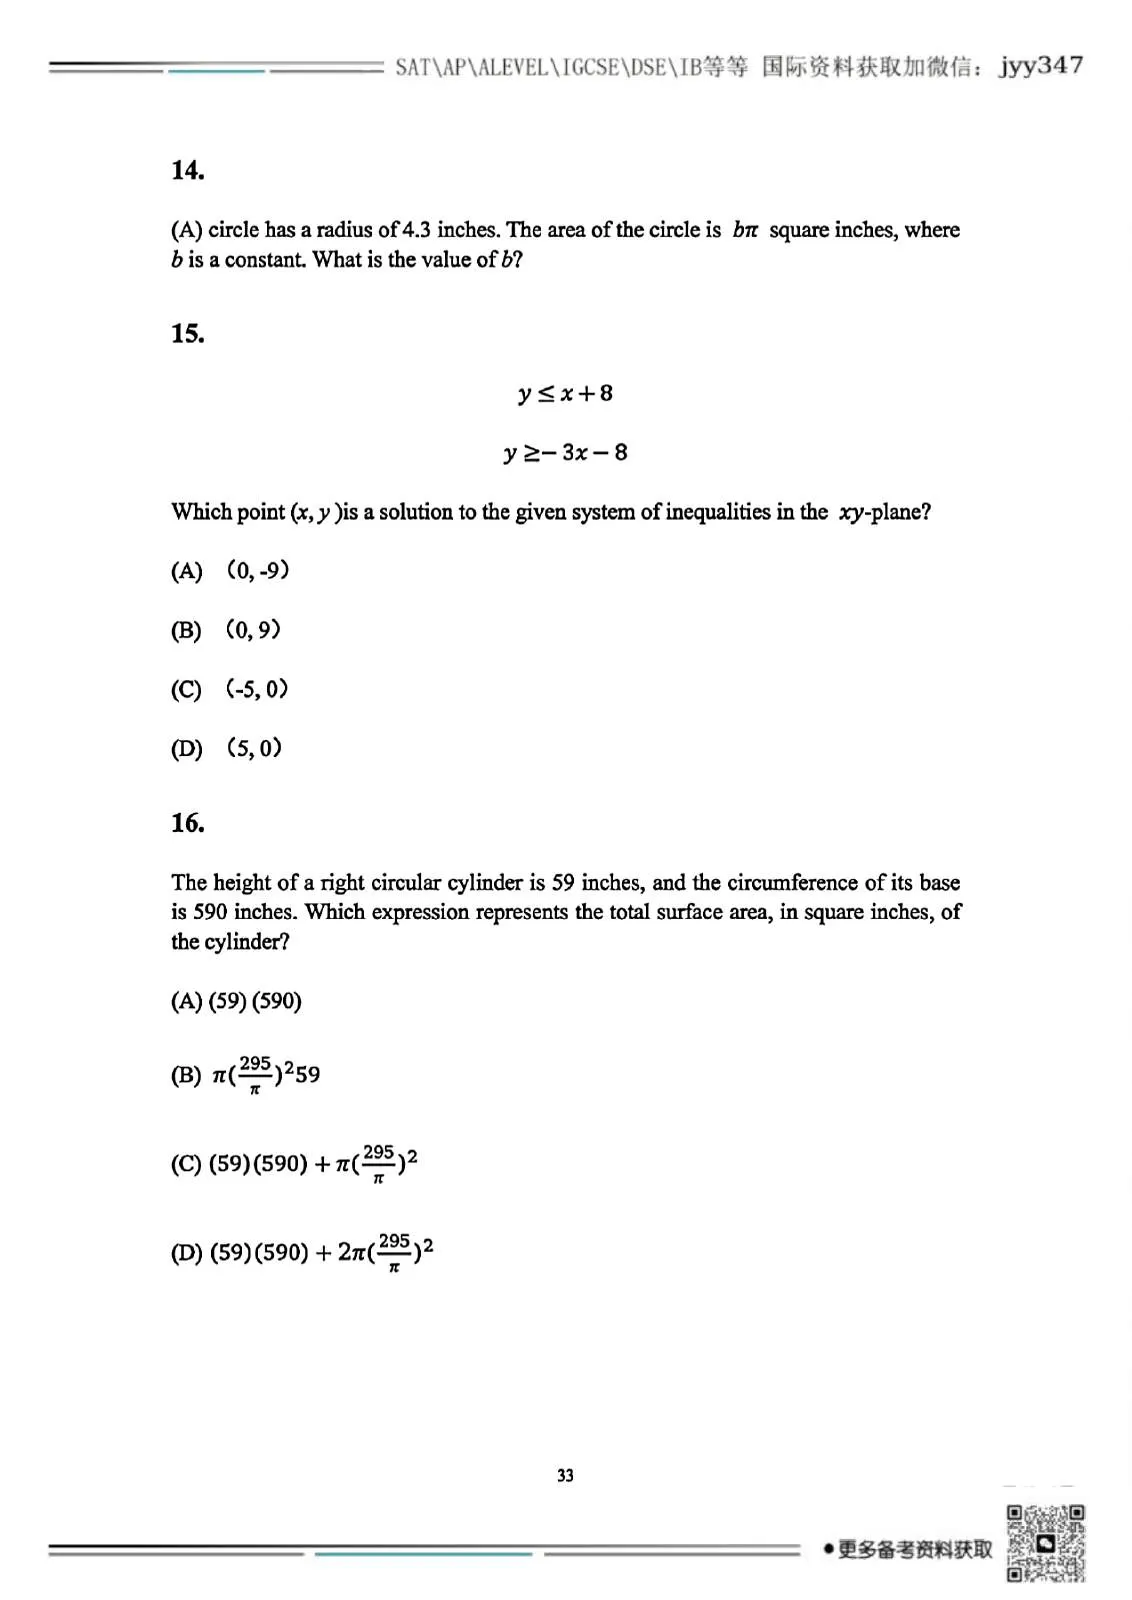 SAT\AP\ALEVEL\IGCSE\DSE\IB等等 国际资料获取加微信：jyy347
14.
(A) circle has a radius of 4.3 inches. The area of the circle is bπ square inches, where
b is a constant. What is the value of b?
15.
y ≤ x + 8
y ≥− 3x − 8
Which point (x, y )is a solution to the given system of inequalities in the xy-plane?
(A) （0, -9）
(B) （0, 9）
(C) （-5, 0）
(D) （5, 0）
16.
The height of a right circular cylinder is 59 inches, and the circumference of its base
is 590 inches. Which expression represents the total surface area, in square inches, of
the cylinder?
(A) (59) (590)
(B) π(295/π)²59
(C) (59)(590) + π(295/π)²
(D) (59)(590) + 2π(295/π)²
33
●更多备考资料获取